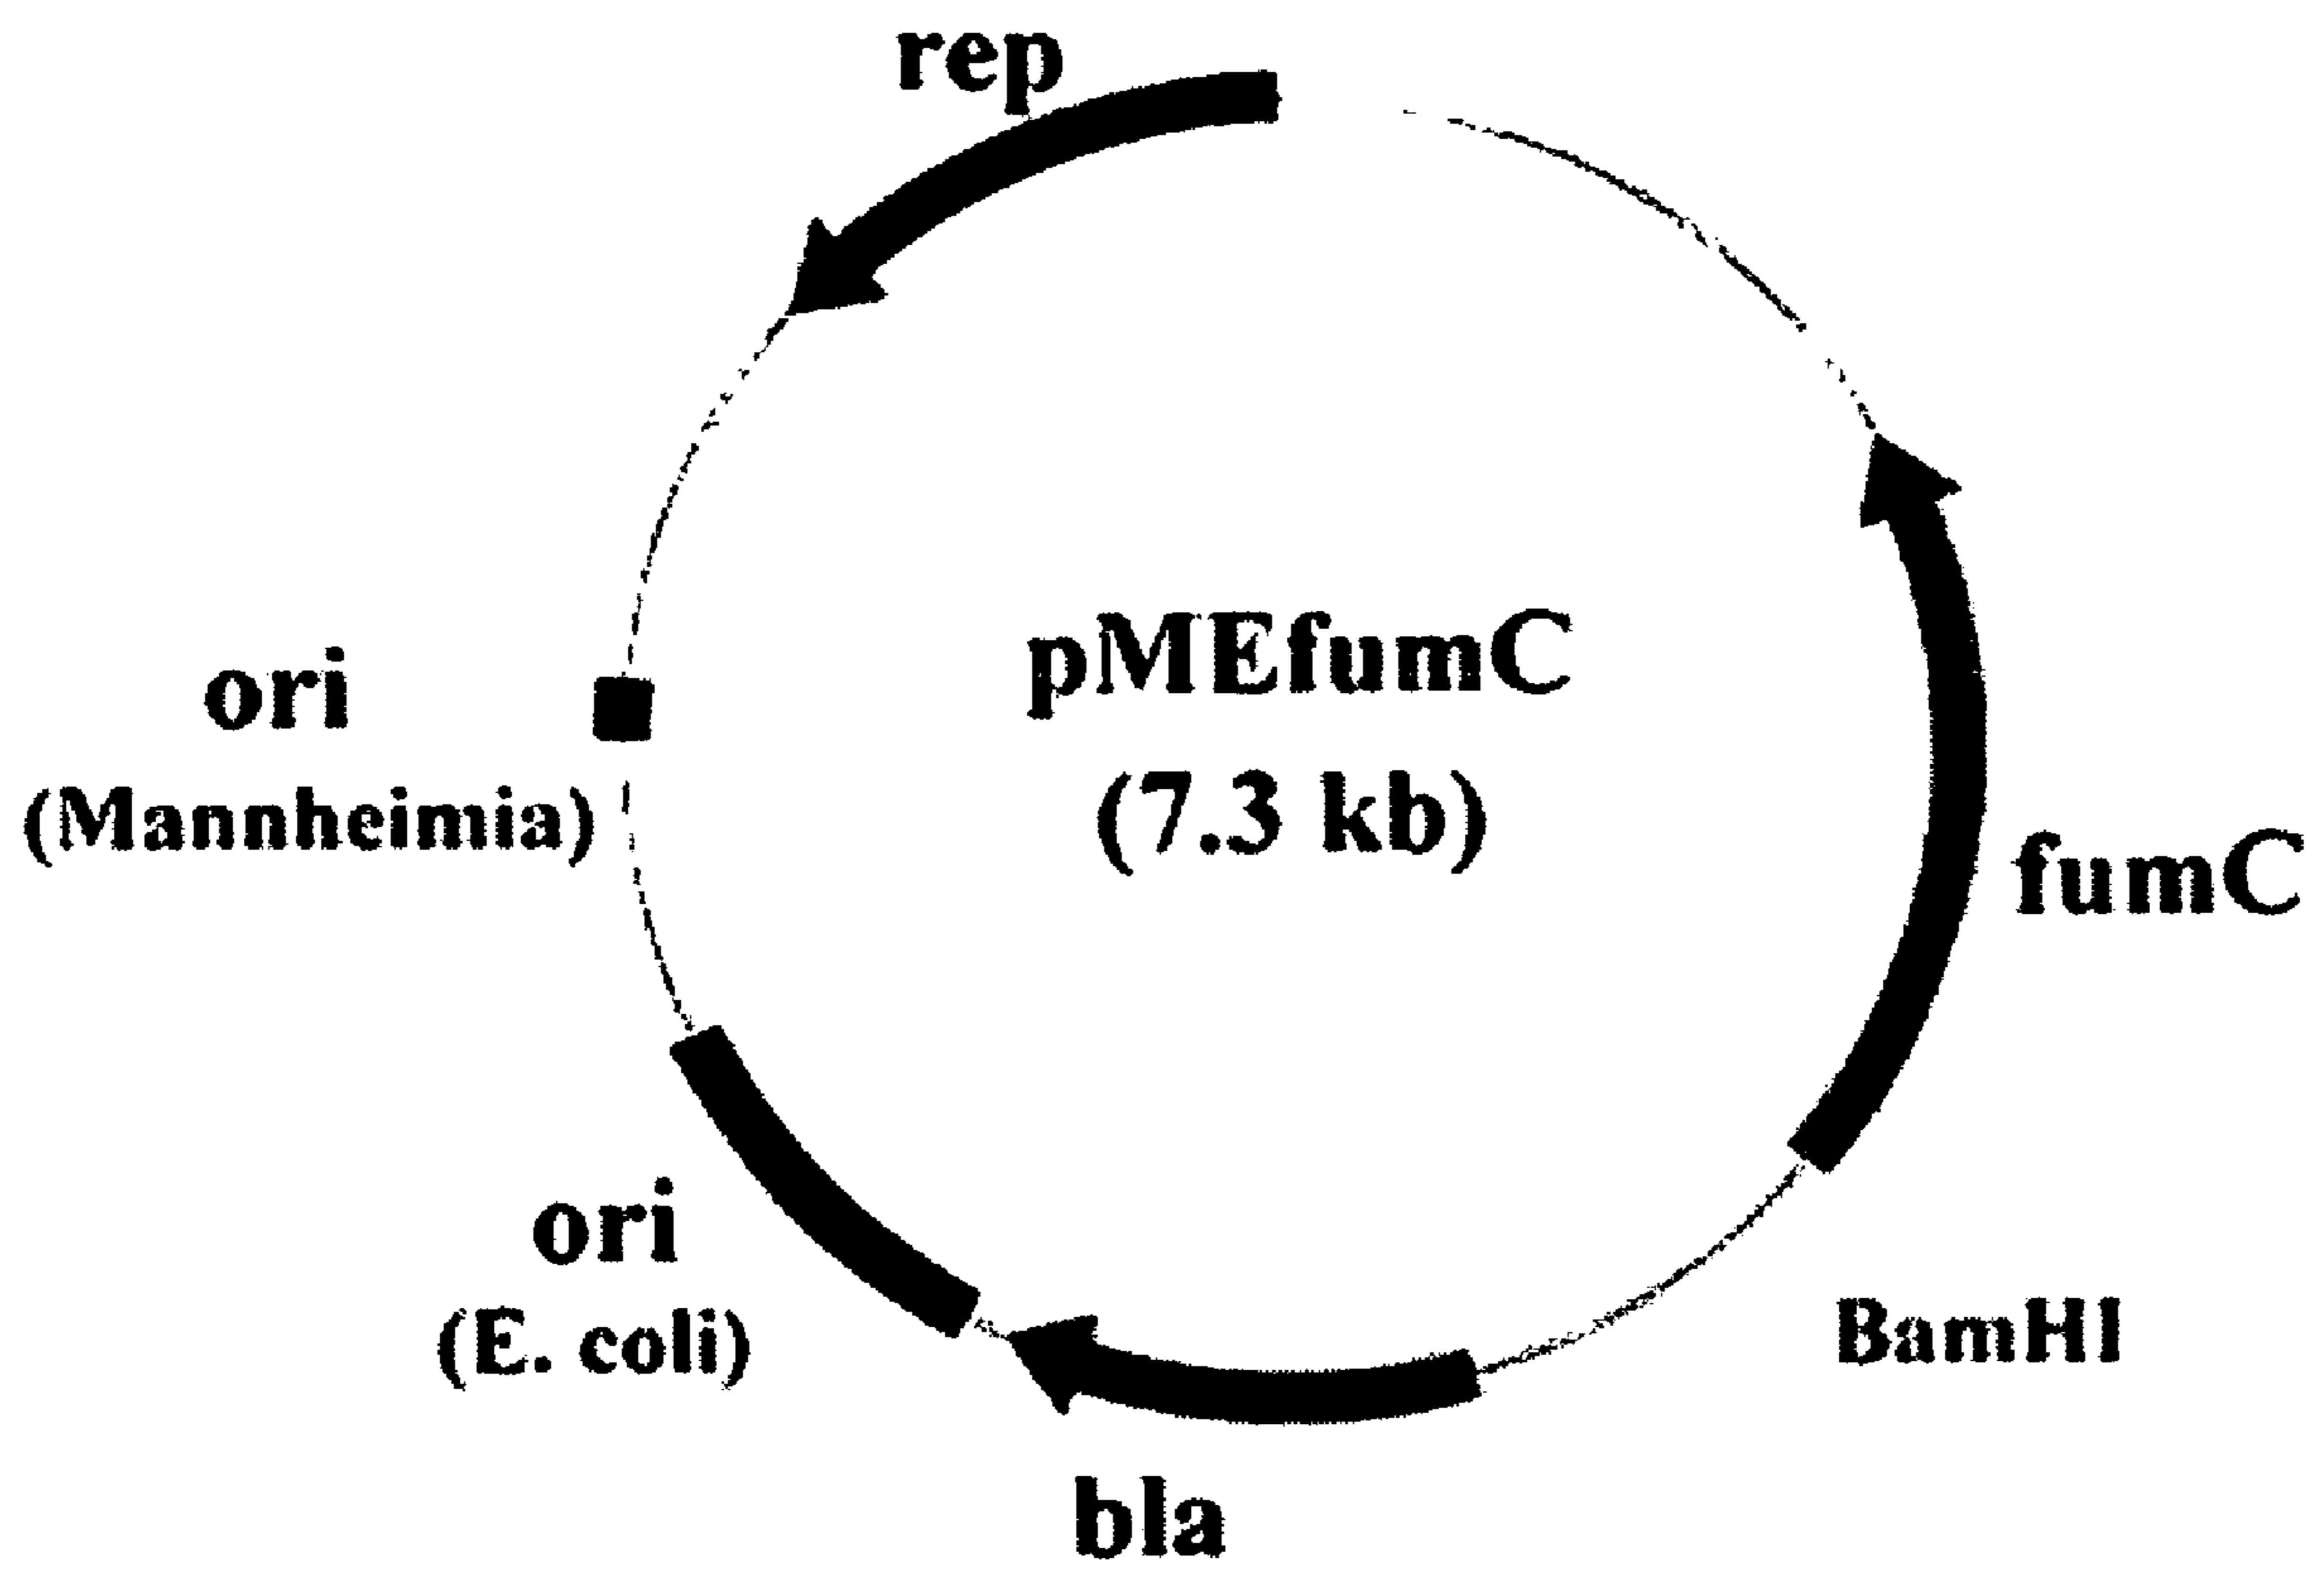 rep
pMEfumC
(7.3 kb)
ori
(Mannheimia)
fumC
ori
(E. coli)
BamHI
bla